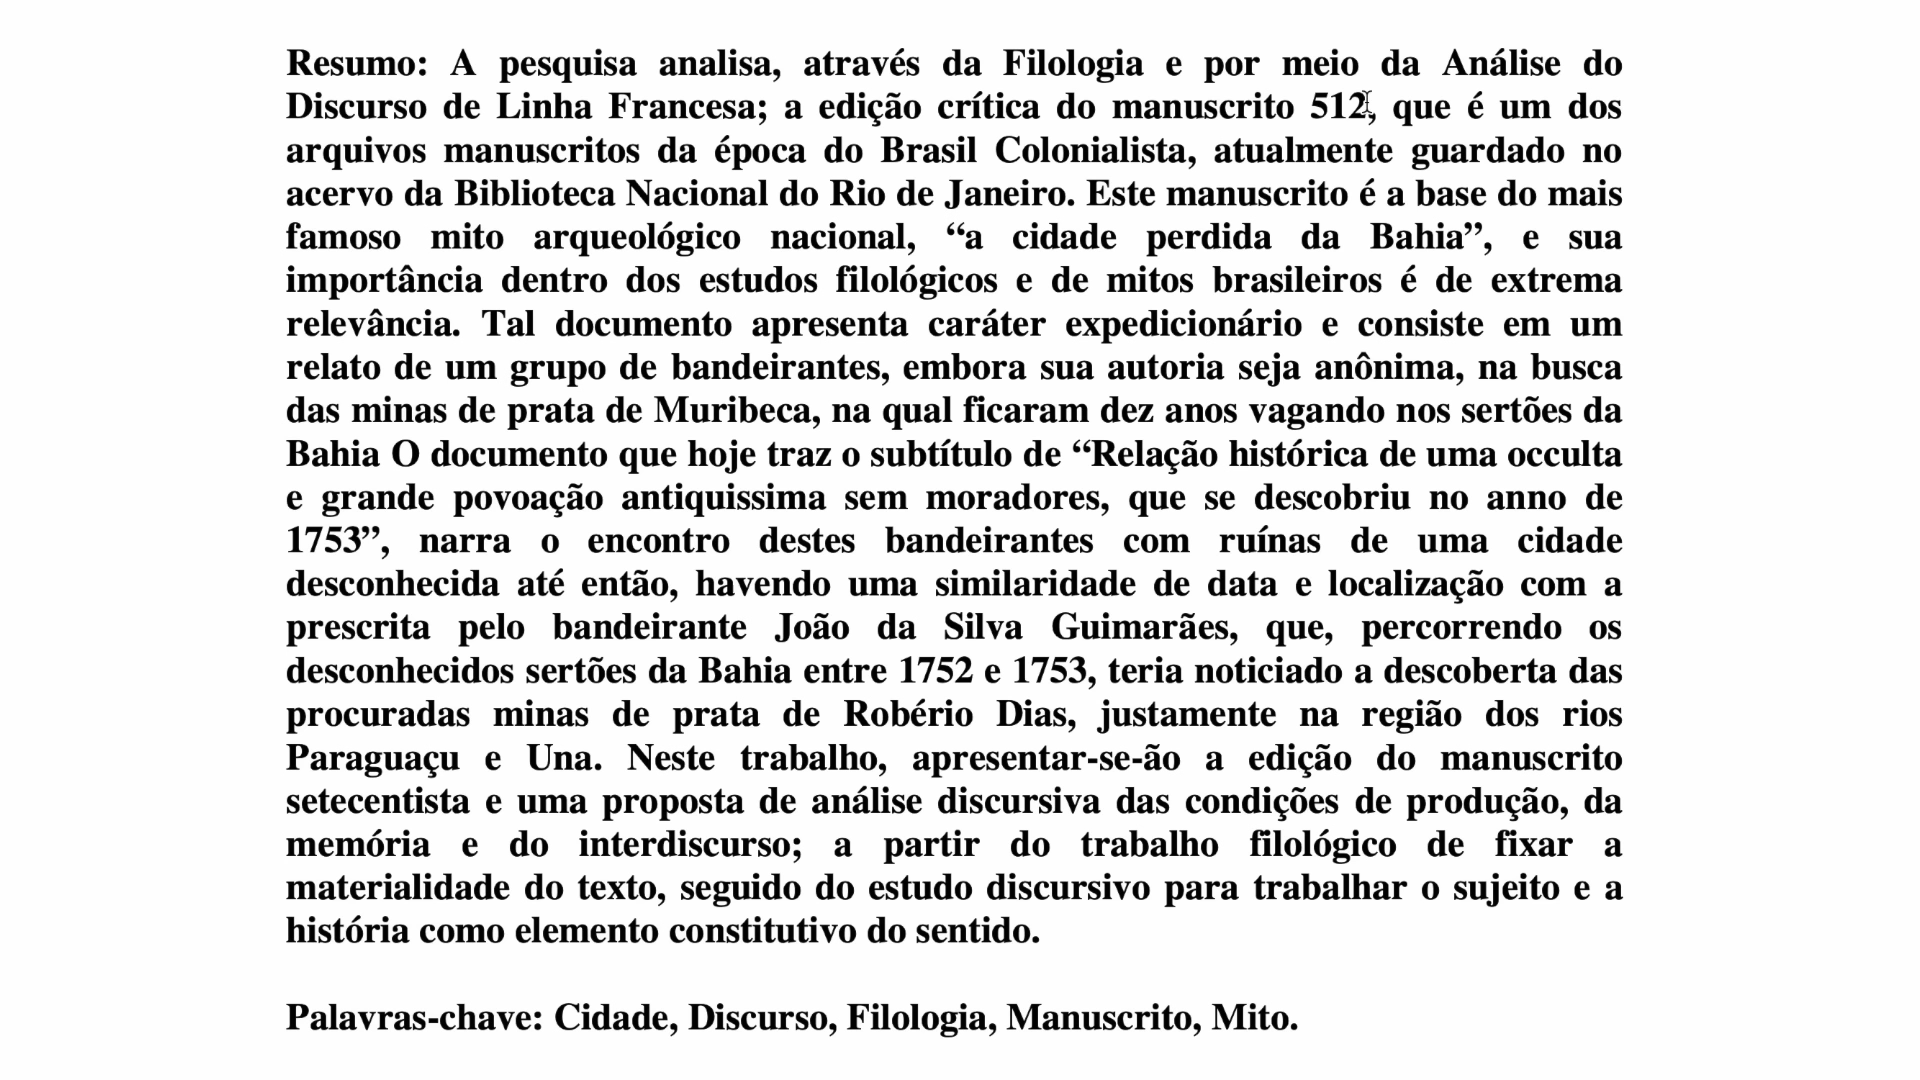 Resumo: A pesquisa analisa, através da Filologia e por meio da Análise do
Discurso de Linha Francesa; a edição crítica do manuscrito 512, que é um dos
arquivos manuscritos da época do Brasil Colonialista, atualmente guardado no
acervo da Biblioteca Nacional do Rio de Janeiro. Este manuscrito é a base do mais
famoso mito arqueológico nacional, “a cidade perdida da Bahia”, e sua
importância dentro dos estudos filológicos e de mitos brasileiros é de extrema
relevância. Tal documento apresenta caráter expedicionário e consiste em um
relato de um grupo de bandeirantes, embora sua autoria seja anônima, na busca
das minas de prata de Muribeca, na qual ficaram dez anos vagando nos sertões da
Bahia O documento que hoje traz o subtítulo de “Relação histórica de uma occulta
e grande povoação antiquissima sem moradores, que se descobriu no anno de
1753”, narra o encontro destes bandeirantes com ruínas de uma cidade
desconhecida até então, havendo uma similaridade de data e localização com a
prescrita pelo bandeirante João da Silva Guimarães, que, percorrendo os
desconhecidos sertões da Bahia entre 1752 e 1753, teria noticiado a descoberta das
procuradas minas de prata de Robério Dias, justamente na região dos rios
Paraguaçu e Una. Neste trabalho, apresentar-se-ão a edição do manuscrito
setecentista e uma proposta de análise discursiva das condições de produção, da
memória e do interdiscurso; a partir do trabalho filológico de fixar a
materialidade do texto, seguido do estudo discursivo para trabalhar o sujeito e a
história como elemento constitutivo do sentido.
Palavras-chave: Cidade, Discurso, Filologia, Manuscrito, Mito.